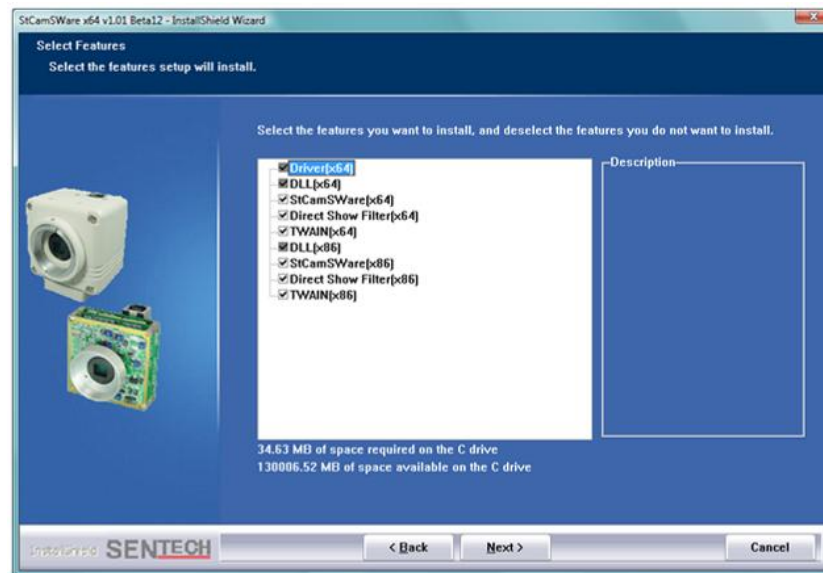 StCamSWare x64 v1.01 Beta12 - InstallShield Wizard
Select Features
Select the features setup will install.
Select the features you want to install, and deselect the features you do not want to install.
Driver[x64]
DLL[x64]
StCamSWare[x64]
Direct Show Filter[x64]
TWAIN[x64]
DLL[x86]
StCamSWare[x86]
Direct Show Filter[x86]
TWAIN[x86]
Description
34.63 MB of space required on the C drive
130006.52 MB of space available on the C drive
InstallShield SENTECH < Back Next > Cancel